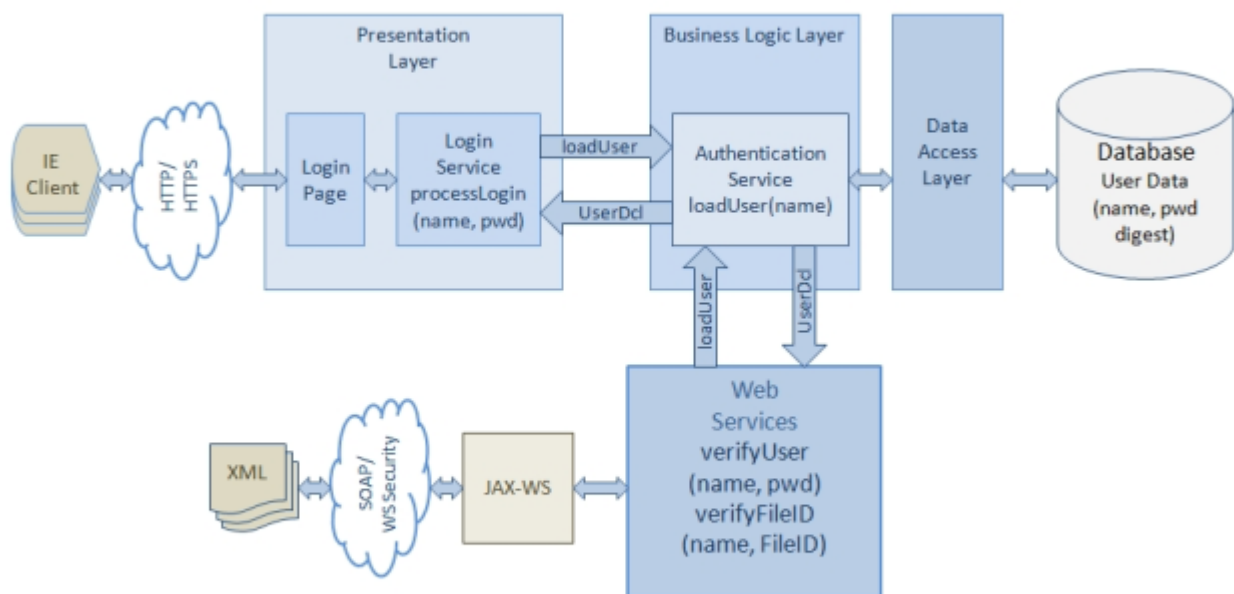 Presentation
Layer
Business Logic Layer
IE
Client
HTTP/
HTTPS
Login
Page
Login
Service
processLogin
(name, pwd)
loadUser
UserDcl
Authentication
Service
loadUser(name)
Data
Access
Layer
Database
User Data
(name, pwd
digest)
loadUser
UserDcl
XML
SOAP/
WS Security
JAX-WS
Web
Services
verifyUser
(name, pwd)
verifyFileID
(name, FileID)